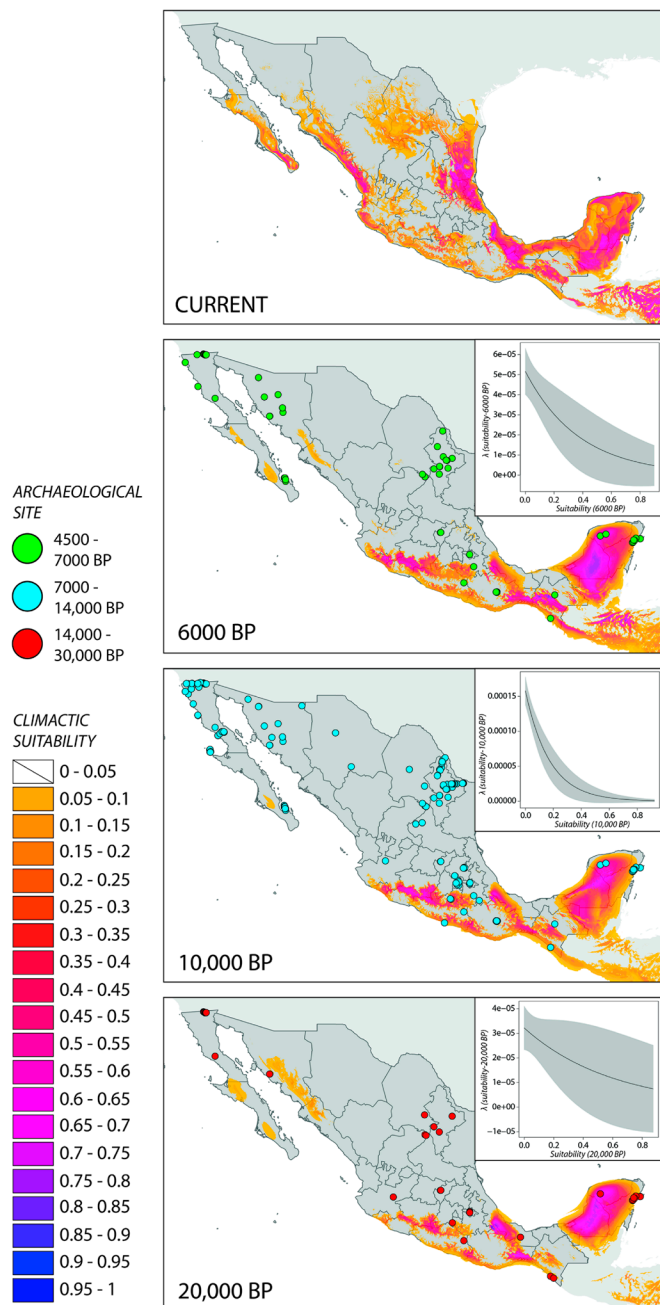 CURRENT
6e−05
5e−05
4e−05
3e−05
2e−05
1e−05
0e+00
λ (suitability-6000 BP)
0.0
0.2
0.4
0.6
0.8
Suitability (6000 BP)
6000 BP
ARCHAEOLOGICAL
SITE
4500 -
7000 BP
7000 -
14,000 BP
14,000 -
30,000 BP
0.00015
0.00010
0.00005
0.00000
λ (suitability-10,000 BP)
0.0
0.2
0.4
0.6
0.8
Suitability (10,000 BP)
10,000 BP
CLIMACTIC
SUITABILITY
0 - 0.05
0.05 - 0.1
0.1 - 0.15
0.15 - 0.2
0.2 - 0.25
0.25 - 0.3
0.3 - 0.35
0.35 - 0.4
0.4 - 0.45
0.45 - 0.5
0.5 - 0.55
0.55 - 0.6
0.6 - 0.65
0.65 - 0.7
0.7 - 0.75
0.75 - 0.8
0.8 - 0.85
0.85 - 0.9
0.9 - 0.95
0.95 - 1
4e−05
3e−05
2e−05
1e−05
0e+00
−1e−05
λ (suitability-20,000 BP)
0.0
0.2
0.4
0.6
0.8
Suitability (20,000 BP)
20,000 BP